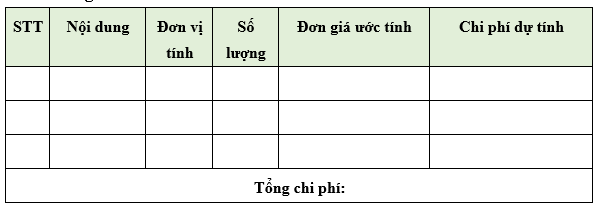 STT Nội dung Đơn vị tính Số lượng Đơn giá ước tính Chi phí dự tính
Tổng chi phí: